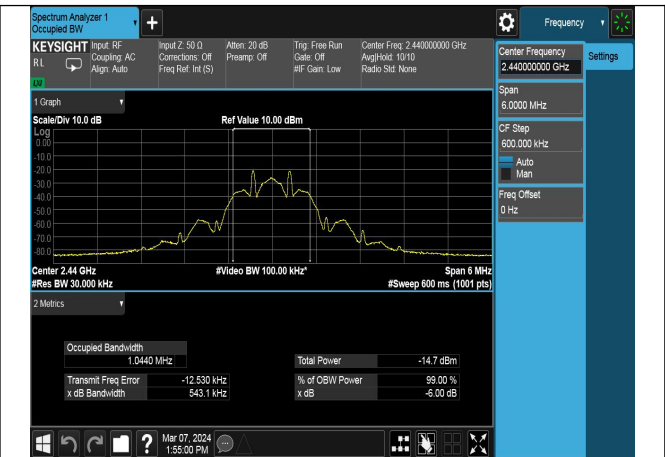 Spectrum Analyzer 1
Occupied BW
Frequency
KEYSIGHT
Input: RF
Coupling: AC
Align: Auto
Input Z: 50 Ω
Corrections: Off
Freq Ref: Int (S)
Atten: 20 dB
Preamp: Off
Trig: Free Run
Gate: Off
#IF Gain: Low
Center Freq: 2.440000000 GHz
Avg|Hold: 10/10
Radio Std: None
R L
Center Frequency
2.440000000 GHz
Settings
Span
6.0000 MHz
CF Step
600.000 kHz
Auto
Man
Freq Offset
0 Hz
1 Graph
Scale/Div 10.0 dB
Ref Value 10.00 dBm
Log
0.00
-10.0
-20.0
-30.0
-40.0
-50.0
-60.0
-70.0
-80.0
Center 2.44 GHz
#Video BW 100.00 kHz*
Span 6 MHz
#Res BW 30.000 kHz
#Sweep 600 ms (1001 pts)
2 Metrics
Occupied Bandwidth
1.0440 MHz
Total Power -14.7 dBm
Transmit Freq Error -12.530 kHz
% of OBW Power 99.00 %
x dB Bandwidth 543.1 kHz
x dB -6.00 dB
?
Mar 07, 2024
1:55:00 PM